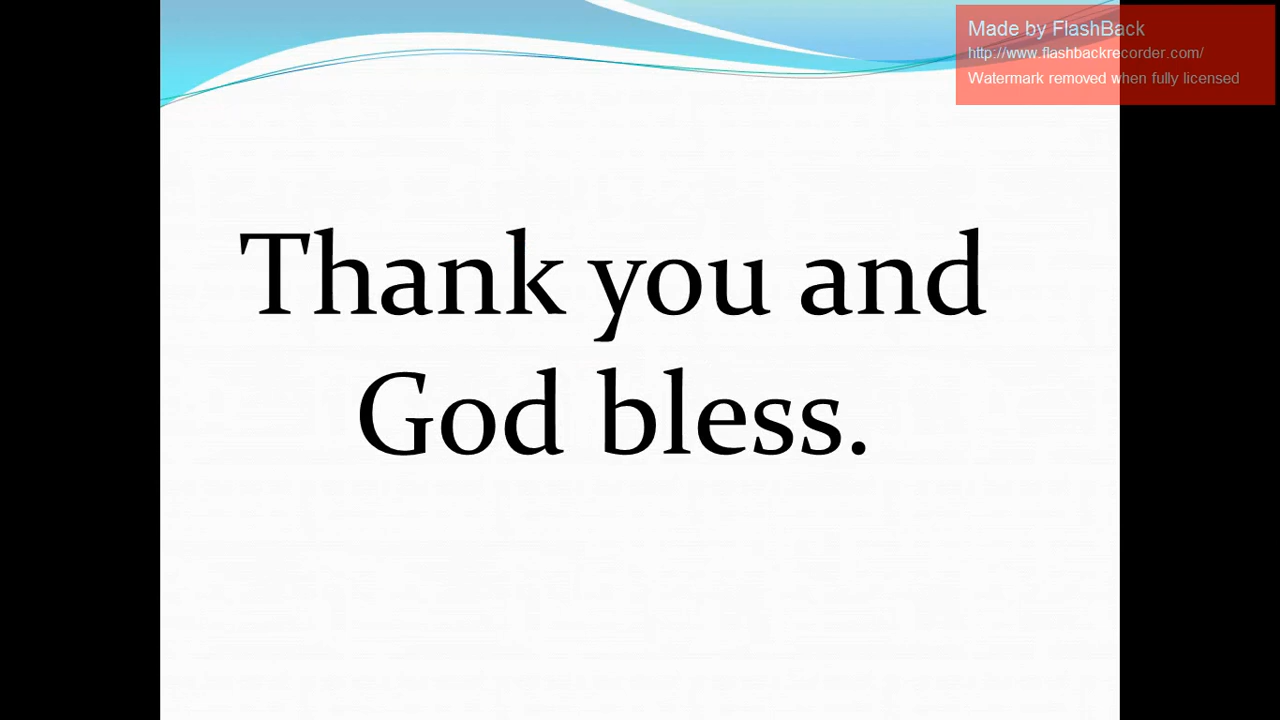 Made by FlashBack
http://www.flashbackrecorder.com/
Watermark removed when fully licensed
Thank you and
God bless.